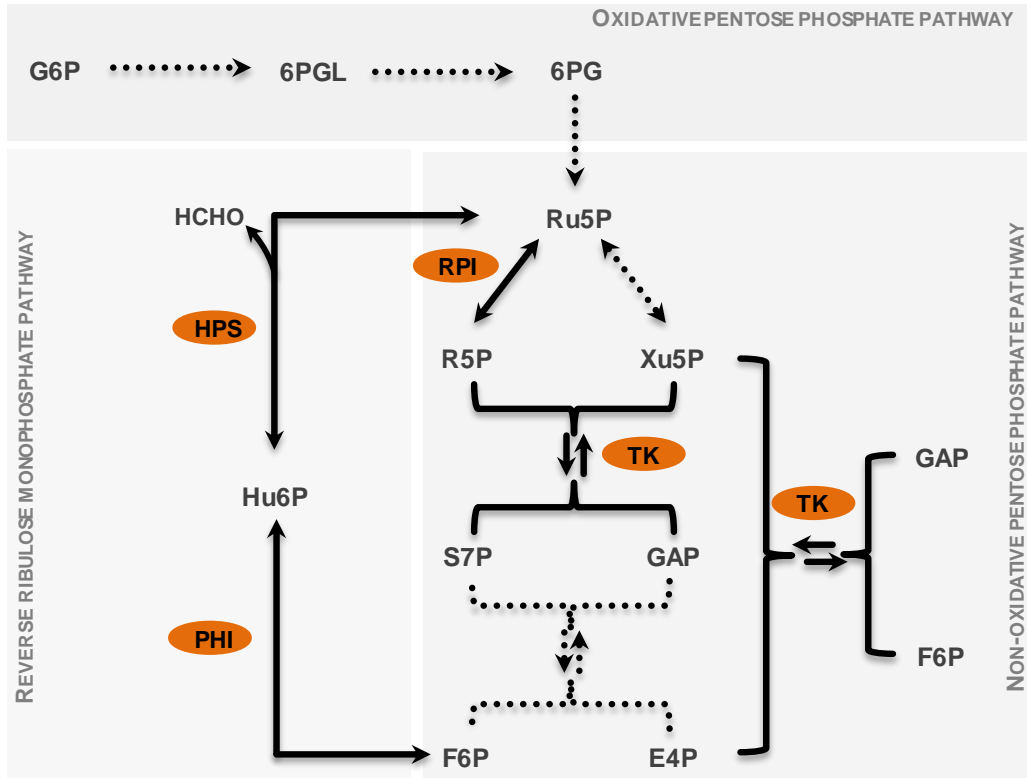 OXIDATIVE PENTOSE PHOSPHATE PATHWAY
G6P
6PGL
6PG
REVERSE RIBULOSE MONOPHOSPHATE PATHWAY
HCHO
Ru5P
RPI
HPS
R5P
Xu5P
TK
GAP
Hu6P
TK
S7P
GAP
PHI
F6P
F6P
E4P
NON-OXIDATIVE PENTOSE PHOSPHATE PATHWAY